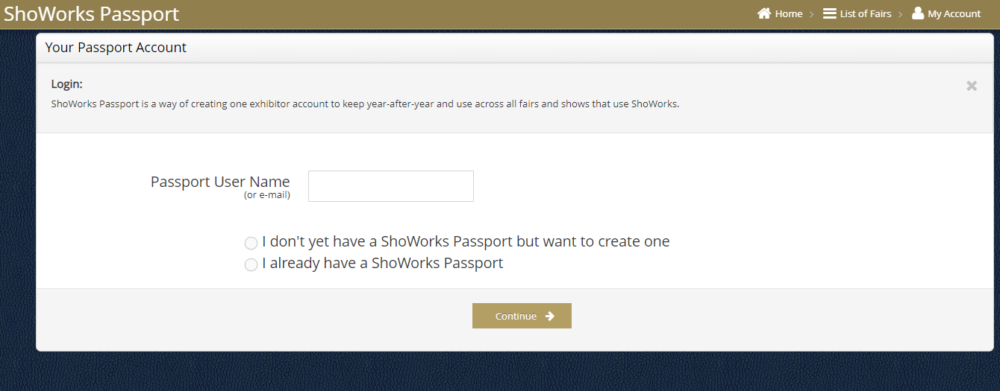 ShoWorks Passport
Home
List of Fairs
My Account
Your Passport Account
Login:
ShoWorks Passport is a way of creating one exhibitor account to keep year-after-year and use across all fairs and shows that use ShoWorks.
Passport User Name
(or e-mail)
I don't yet have a ShoWorks Passport but want to create one
I already have a ShoWorks Passport
Continue